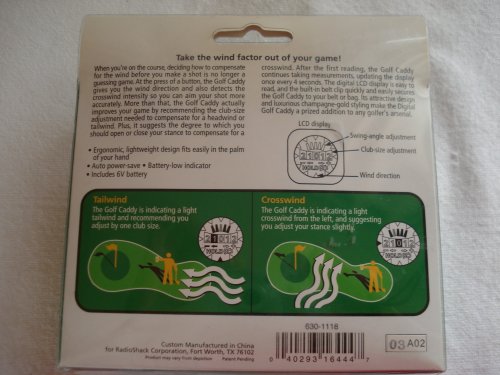 Take the wind factor out of your game!
When you're on the course, deciding how to compensate
for the wind before you make a shot is no longer a
guessing game. At the press of a button, the Golf Caddy
gives you the wind direction and also detects the
crosswind intensity so you can aim your shot more
accurately. More than that, the Golf Caddy actually
improves your game by recommending the club-size
adjustment needed to compensate for a headwind or
tailwind. Plus, it suggests the degree to which you
should open or close your stance to compensate for a
crosswind. After the first reading, the Golf Caddy
continues taking measurements, updating the display
once every 4 seconds. The digital LCD display is easy to
read, and the built-in belt clip quickly and easily secures
the Golf Caddy to your belt or bag. Its attractive design
and luxurious champagne-gold styling make the Digital
Golf Caddy a prized addition to any golfer's arsenal.
• Ergonomic, lightweight design fits easily in the palm
of your hand
• Auto power-save • Battery-low indicator
• Includes 6V battery
LCD display
Swing-angle adjustment
Club-size adjustment
Wind direction
21012
HOLD
Tailwind
The Golf Caddy is indicating a light
tailwind and recommending you
adjust by one club size.
21012
HOLD
Crosswind
The Golf Caddy is indicating a light
crosswind from the left, and suggesting
you adjust your stance slightly.
21012
HOLD
Custom Manufactured in China
for RadioShack Corporation, Fort Worth, TX 76102
Product may vary from depiction Patent Pending
630-1118
0 40293 16444 7
03A02